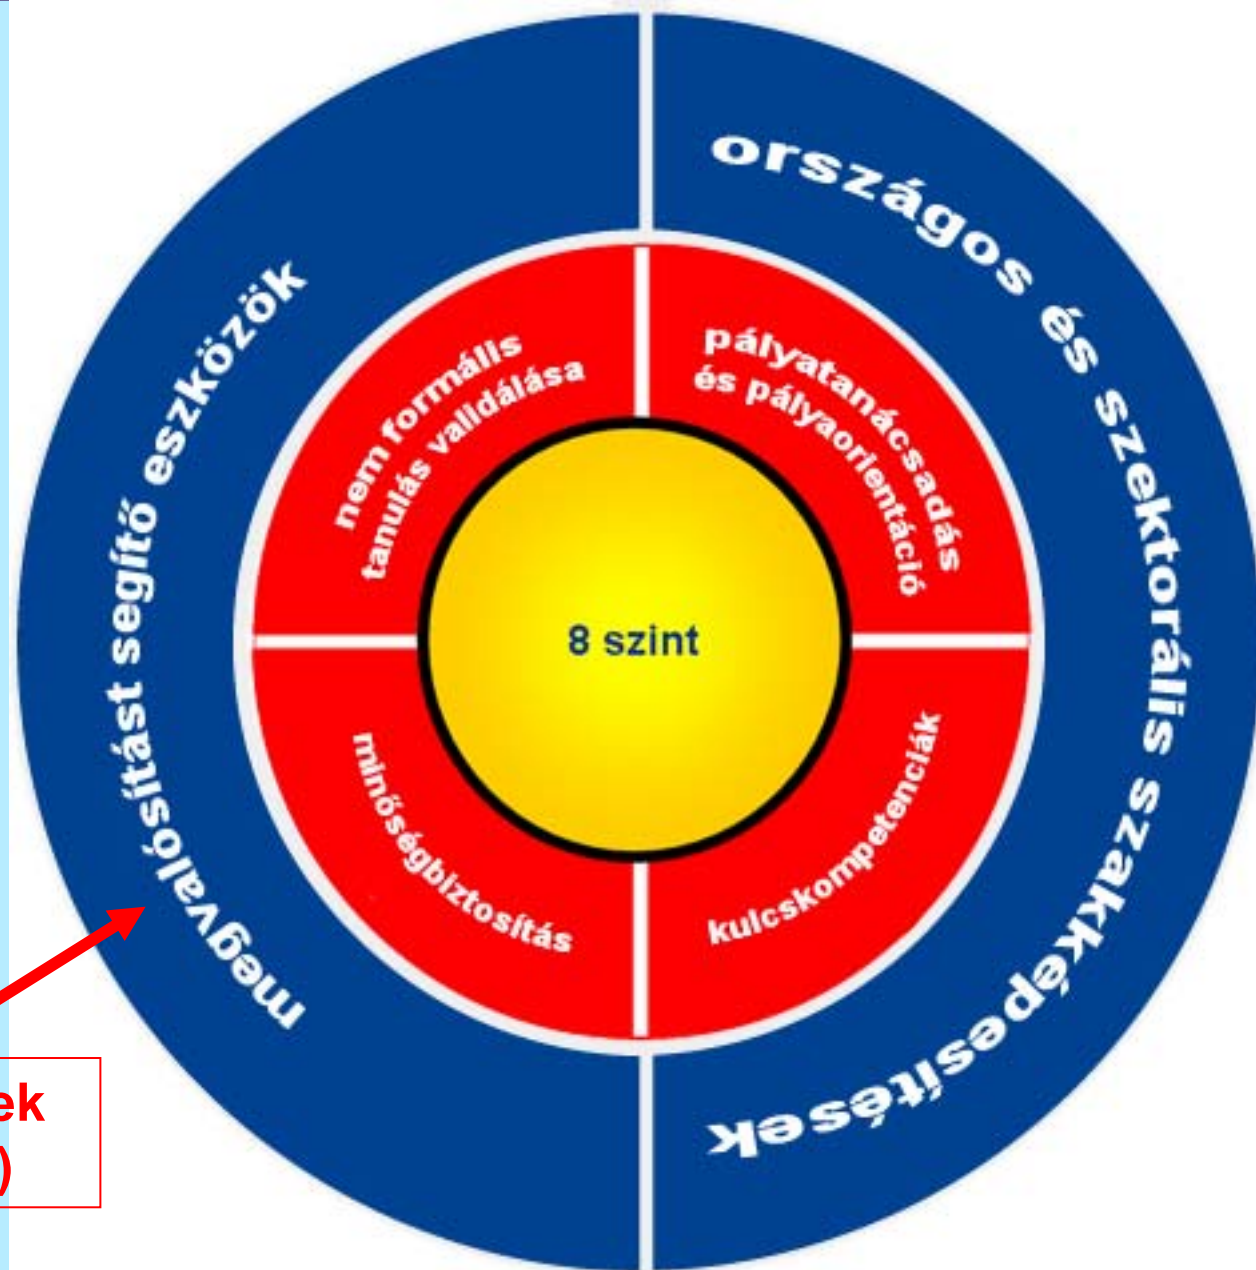 országos és szektorális szakképesítések
megvalósítást segítő eszközök
nem formális
tanulás validálása
pályatanácsadás
és pályaorientáció
8 szint
minőségbiztosítás
kulcskompetenciák
ek
)